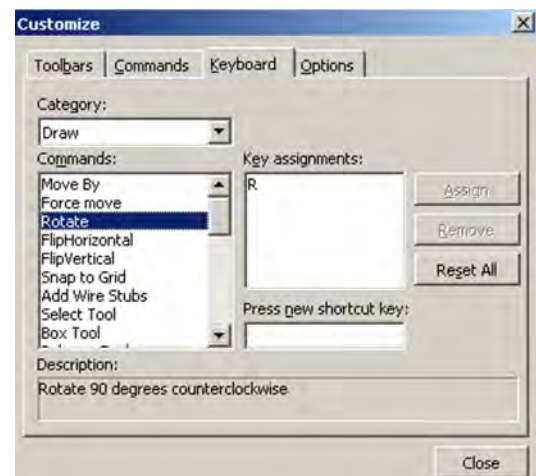 Customize
Toolbars Commands Keyboard Options
Category:
Draw
Commands:
Key assignments:
Move By
Force move
Rotate
FlipHorizontal
FlipVertical
Snap to Grid
Add Wire Stubs
Select Tool
Box Tool
R
Assign
Remove
Reset All
Press new shortcut key:
Description:
Rotate 90 degrees counterclockwise
Close